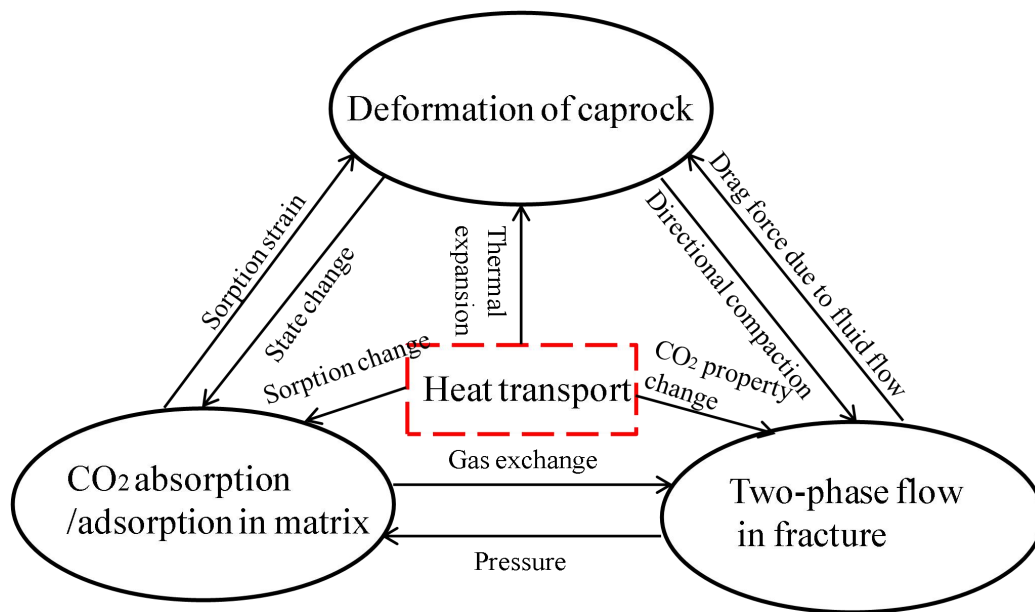 Deformation of caprock
Sorption strain
State change
Thermal
expansion
Directional compaction
Drag force due to fluid flow
Sorption change
Heat transport
CO₂ property
change
CO₂ absorption
/adsorption in matrix
Gas exchange
Pressure
Two-phase flow
in fracture